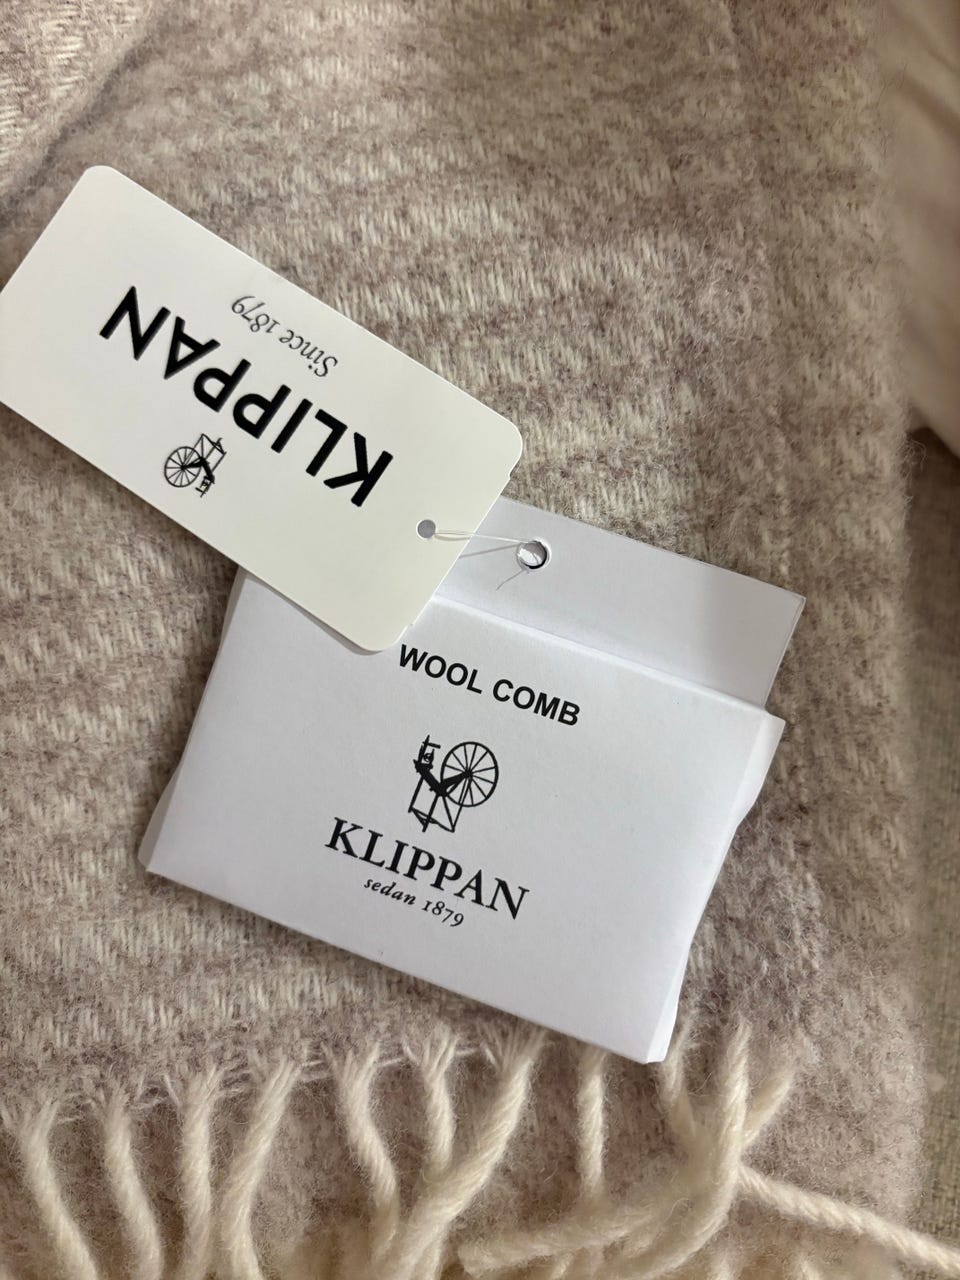 KLIPPAN
Since 1879
WOOL COMB
KLIPPAN
sedan 1879